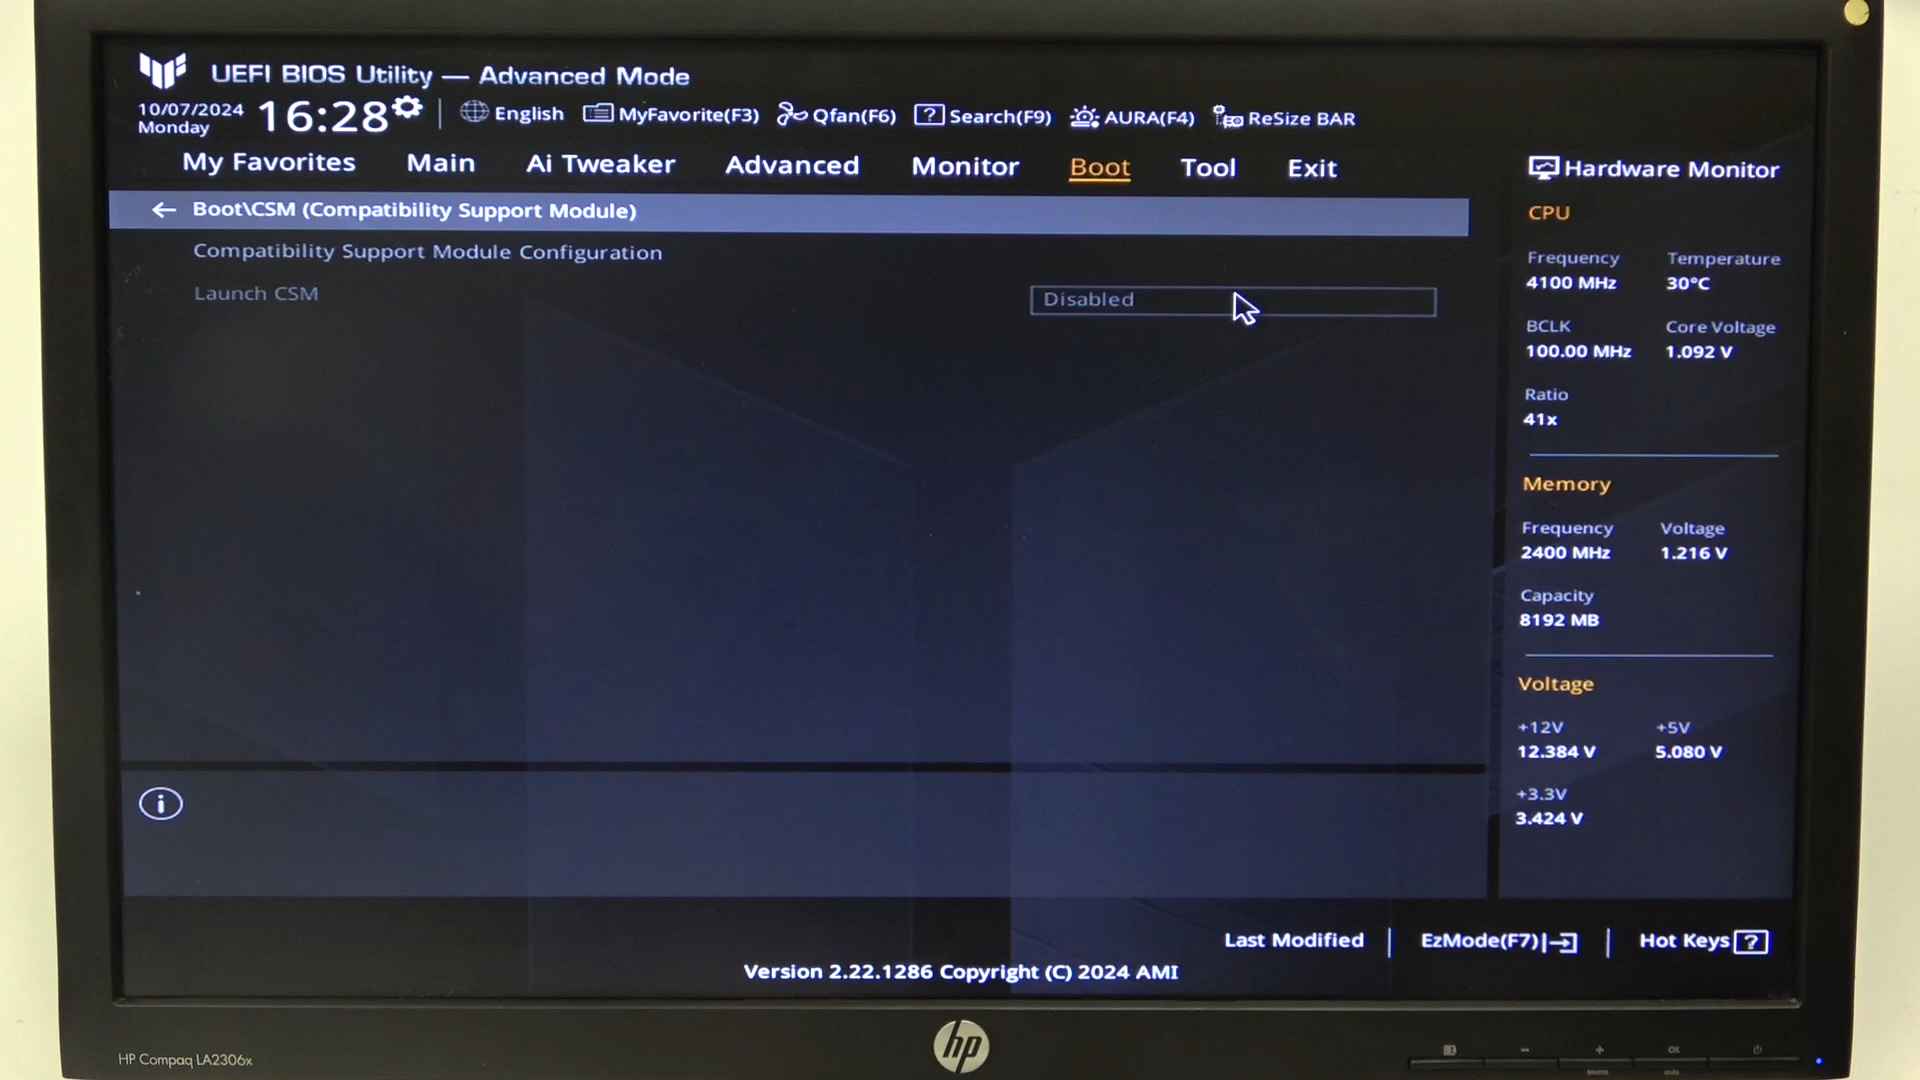 UEFI BIOS Utility — Advanced Mode
10/07/2024
Monday
16:28
English
MyFavorite(F3)
Qfan(F6)
? Search(F9)
AURA(F4)
ReSize BAR
My Favorites Main Ai Tweaker Advanced Monitor Boot Tool Exit
← Boot\CSM (Compatibility Support Module)
Compatibility Support Module Configuration
Launch CSM Disabled
Hardware Monitor
CPU
Frequency Temperature
4100 MHz 30°C
BCLK Core Voltage
100.00 MHz 1.092 V
Ratio
41x
Memory
Frequency Voltage
2400 MHz 1.216 V
Capacity
8192 MB
Voltage
+12V +5V
12.384 V 5.080 V
+3.3V
3.424 V
i
Last Modified
EzMode(F7)
Hot Keys ?
Version 2.22.1286 Copyright (C) 2024 AMI
HP Compaq LA2306x
hp
- + OK
source auto